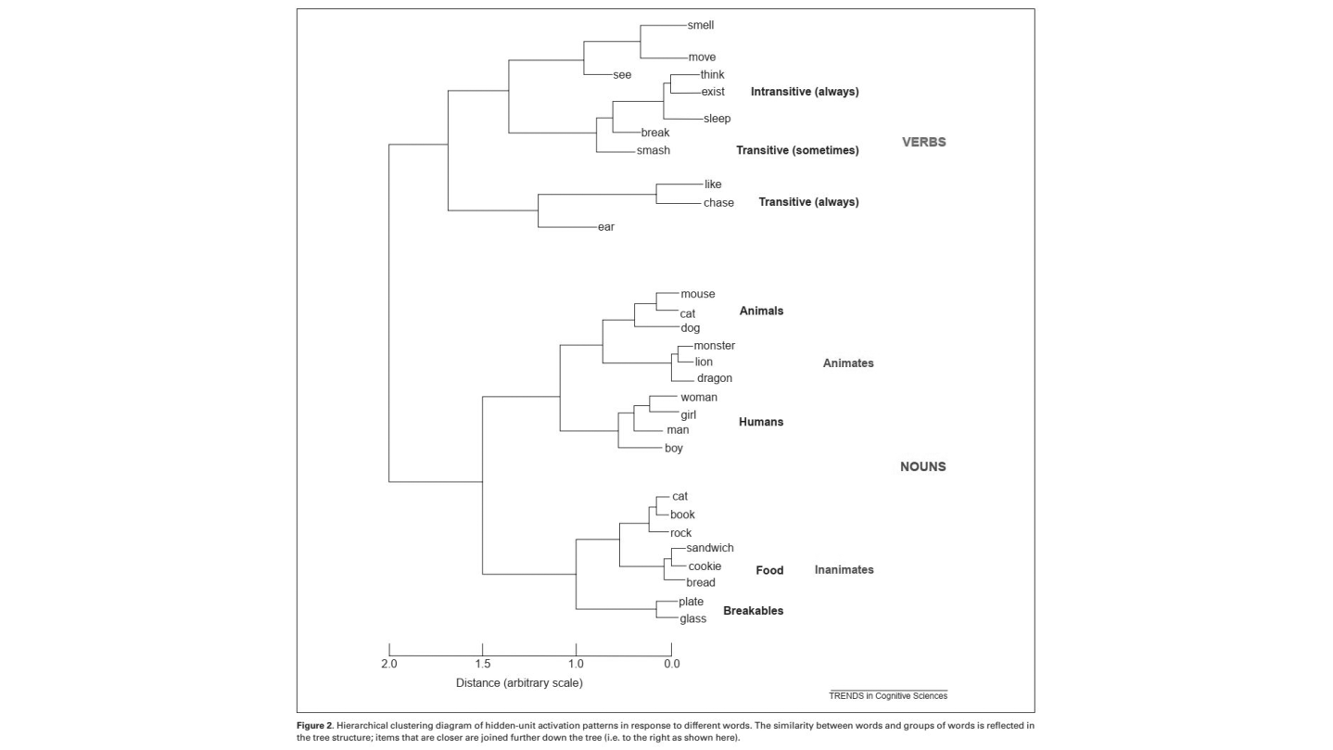 smell
move
see
think
exist
Intransitive (always)
sleep
break
VERBS
smash
Transitive (sometimes)
like
chase
Transitive (always)
ear
mouse
cat
Animals
dog
monster
lion
Animates
dragon
woman
girl
Humans
man
boy
NOUNS
cat
book
rock
sandwich
cookie
Food
Inanimates
bread
plate
Breakables
glass
2.0 1.5 1.0 0.0
Distance (arbitrary scale)
TRENDS in Cognitive Sciences
Figure 2. Hierarchical clustering diagram of hidden-unit activation patterns in response to different words. The similarity between words and groups of words is reflected in
the tree structure; items that are closer are joined further down the tree (i.e. to the right as shown here).